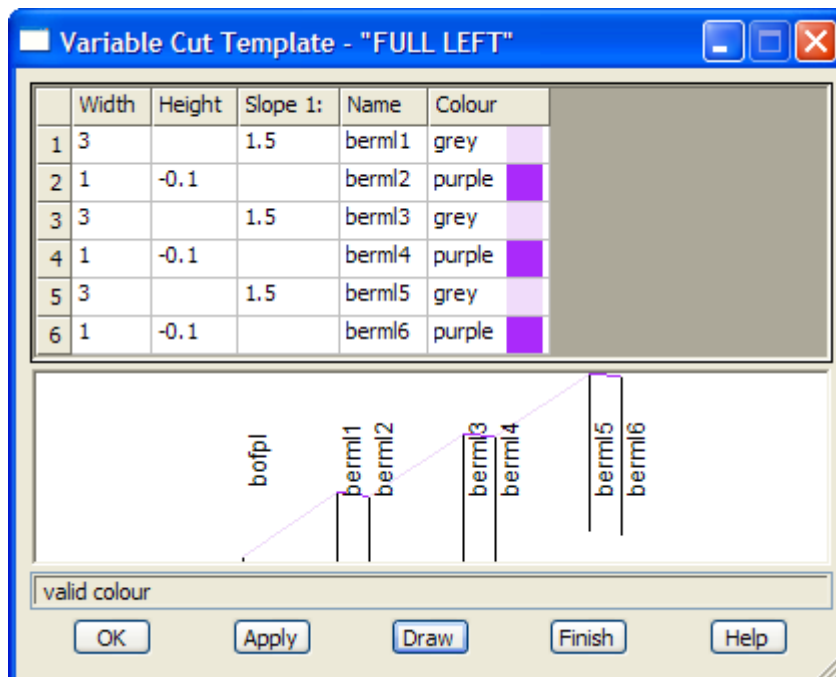 Variable Cut Template - "FULL LEFT"
Width Height Slope 1: Name Colour
1 3 1.5 berml1 grey
2 1 -0.1 berml2 purple
3 3 1.5 berml3 grey
4 1 -0.1 berml4 purple
5 3 1.5 berml5 grey
6 1 -0.1 berml6 purple
bofpl
berml1
berml2
berml3
berml4
berml5
berml6
valid colour
OK Apply Draw Finish Help